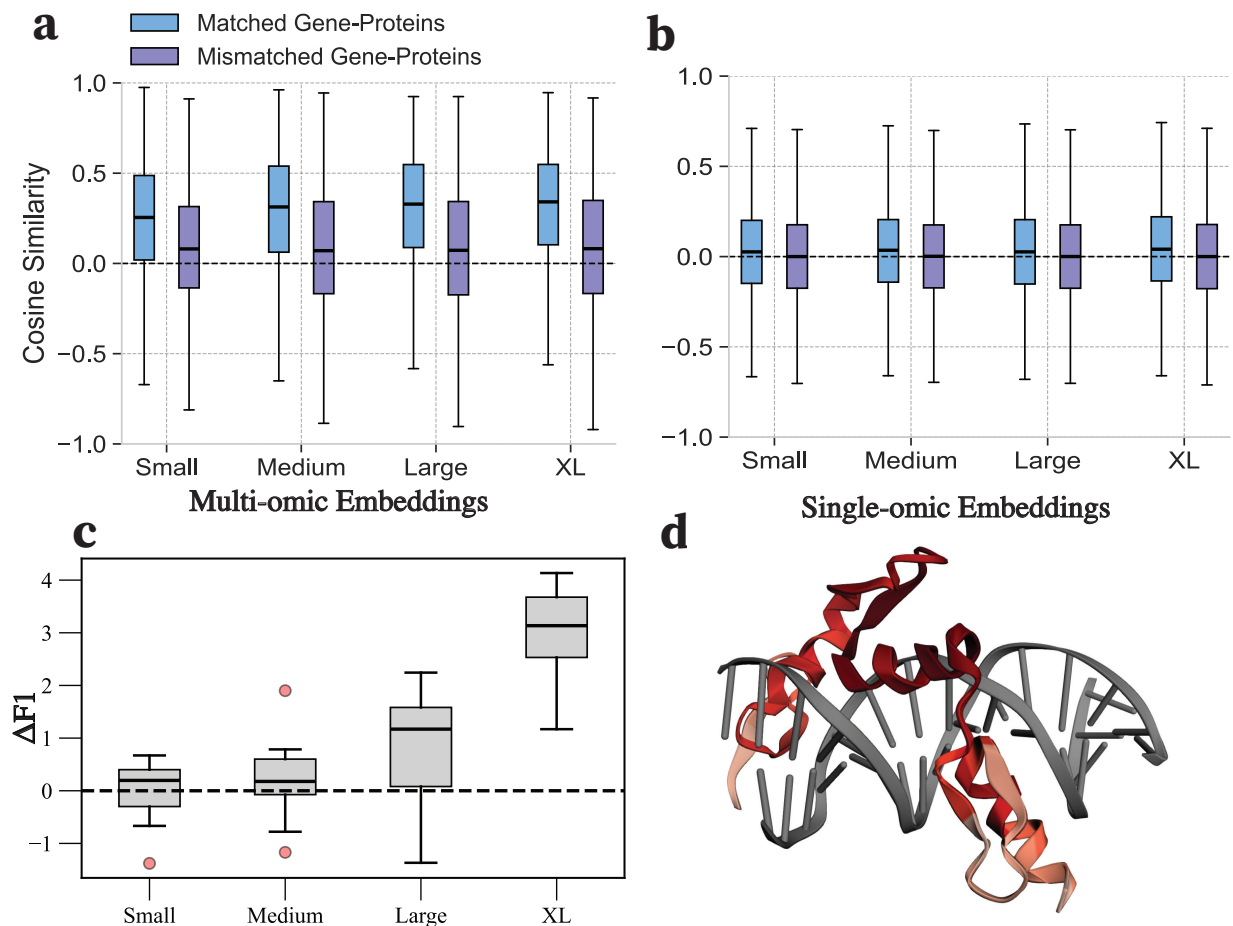 a
Matched Gene-Proteins
Mismatched Gene-Proteins
b
1.0
0.5
0.0
−0.5
−1.0
Cosine Similarity
Small Medium Large XL
Multi-omic Embeddings
1.0
0.5
0.0
−0.5
−1.0
Small Medium Large XL
Single-omic Embeddings
c
4
3
2
1
0
−1
ΔF1
Small Medium Large XL
d